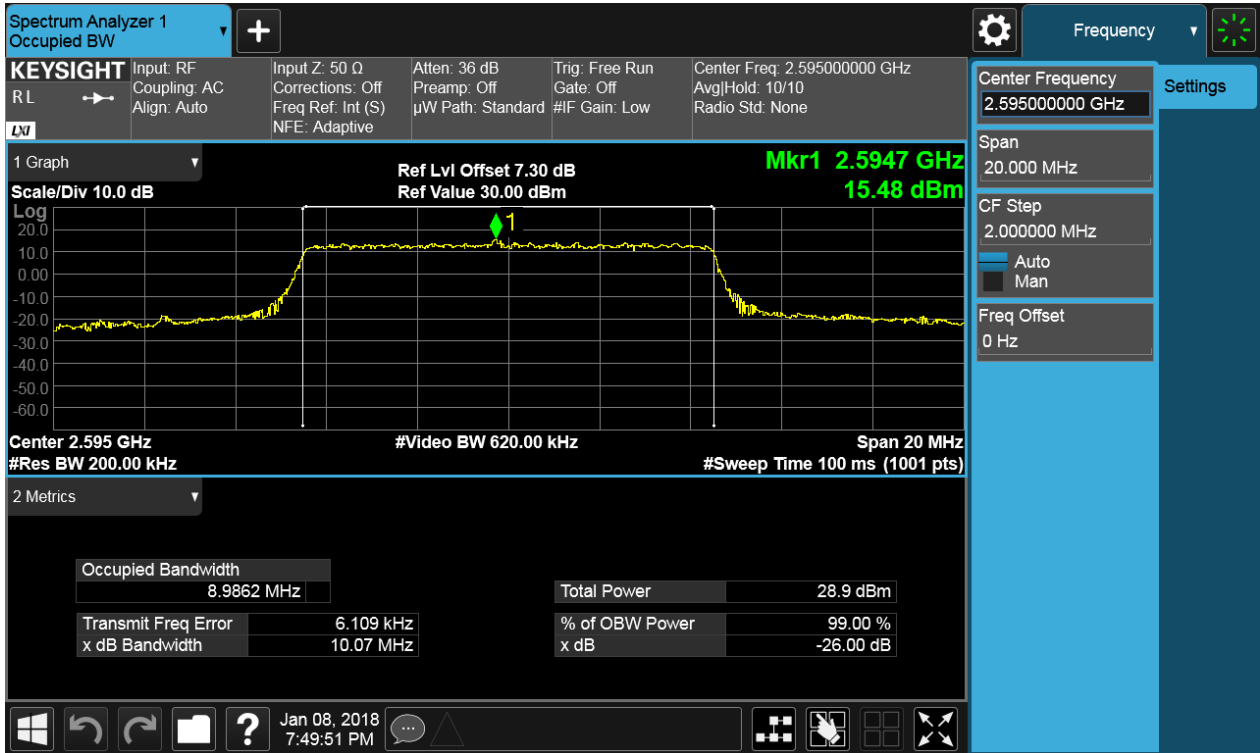 Spectrum Analyzer 1
Occupied BW
+
Frequency
KEYSIGHT
RL
LXI
Input: RF
Coupling: AC
Align: Auto
Input Z: 50 Ω
Corrections: Off
Freq Ref: Int (S)
NFE: Adaptive
Atten: 36 dB
Preamp: Off
µW Path: Standard
Trig: Free Run
Gate: Off
#IF Gain: Low
Center Freq: 2.595000000 GHz
Avg|Hold: 10/10
Radio Std: None
1 Graph
Scale/Div 10.0 dB
Ref Lvl Offset 7.30 dB
Ref Value 30.00 dBm
Mkr1 2.5947 GHz
15.48 dBm
Log
1
20.0
10.0
0.00
-10.0
-20.0
-30.0
-40.0
-50.0
-60.0
Center 2.595 GHz
#Res BW 200.00 kHz
#Video BW 620.00 kHz
Span 20 MHz
#Sweep Time 100 ms (1001 pts)
2 Metrics
Occupied Bandwidth
8.9862 MHz
Transmit Freq Error 6.109 kHz
x dB Bandwidth 10.07 MHz
Total Power 28.9 dBm
% of OBW Power 99.00 %
x dB -26.00 dB
Center Frequency
2.595000000 GHz
Span
20.000 MHz
CF Step
2.000000 MHz
Auto
Man
Freq Offset
0 Hz
Settings
?
Jan 08, 2018
7:49:51 PM